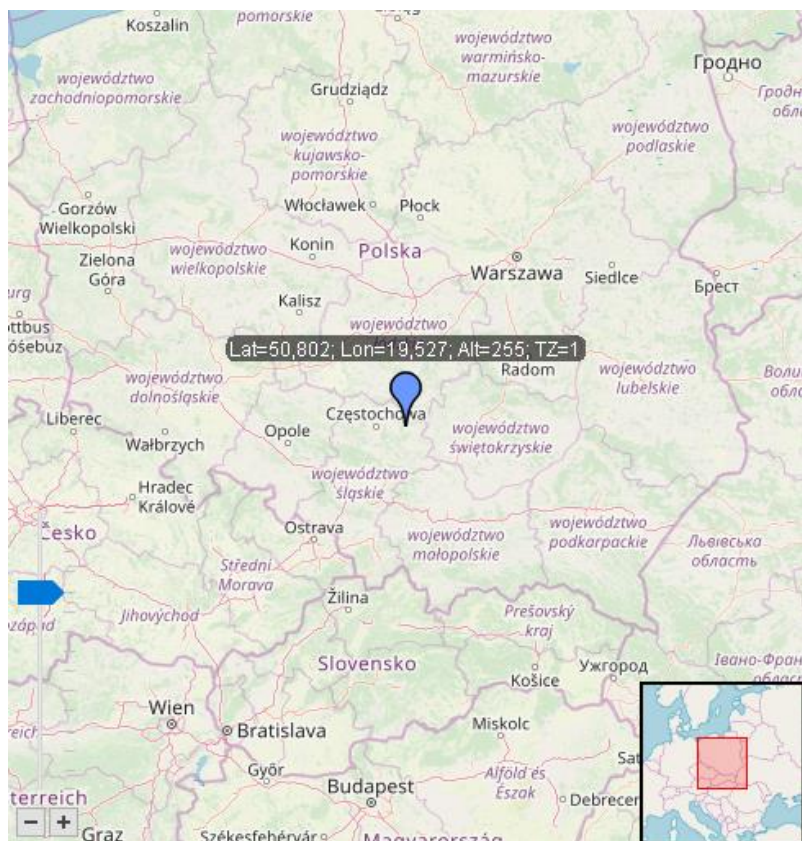 Koszalin
pomorskie
województwo
warmińsko-
mazurskie
Гродно
województwo
zachodniopomorskie
Grudziądz
województwo
kujawsko-
pomorskie
województwo
podlaskie
Gorzów
Wielkopolski
Włocławek
Płock
województwo
wielkopolskie
Konin
Polska
Zielona
Góra
Warszawa
Siedlce
Брест
Kalisz
województwo
Lat=50,802; Lon=19,527; Alt=255; TZ=1
Radom
województwo
lubelskie
województwo
dolnośląskie
Częstochowa
Liberec
Opole
województwo
świętokrzyskie
Wałbrzych
województwo
śląskie
Hradec
Králové
Česko
Ostrava
województwo
małopolskie
województwo
podkarpackie
Львівська
область
Střední
Morava
Jihovýchod
Žilina
Prešovský
kraj
Slovensko
Košice
Ужгород
Wien
Bratislava
Miskolc
Győr
Budapest
Alföld és
Észak
Debrecen
Graz
Székesfehérvár
Magyarország